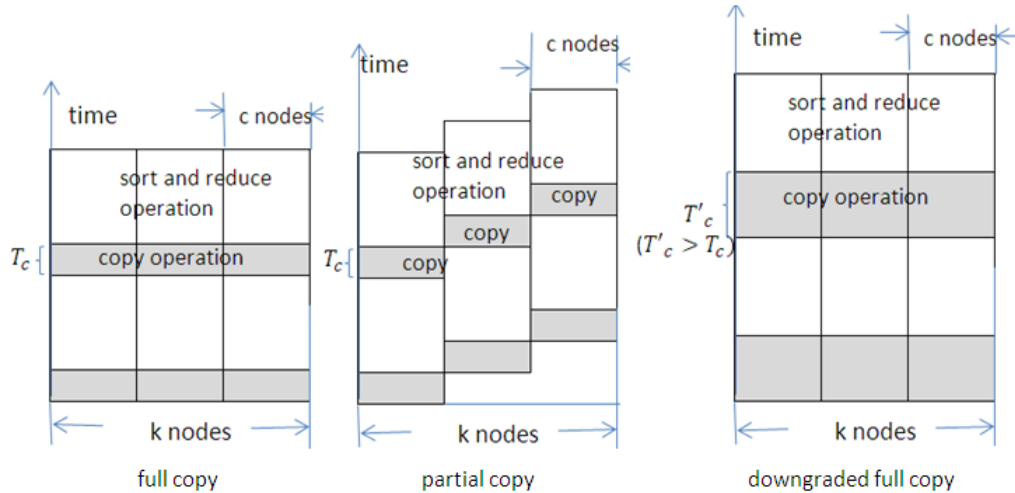 time
c nodes
sort and reduce
operation
T_c
copy operation
k nodes
full copy
time
c nodes
sort and reduce
operation
copy
copy
T_c
copy
k nodes
partial copy
time
c nodes
sort and reduce
operation
T'_c
copy operation
(T'_c > T_c)
k nodes
downgraded full copy